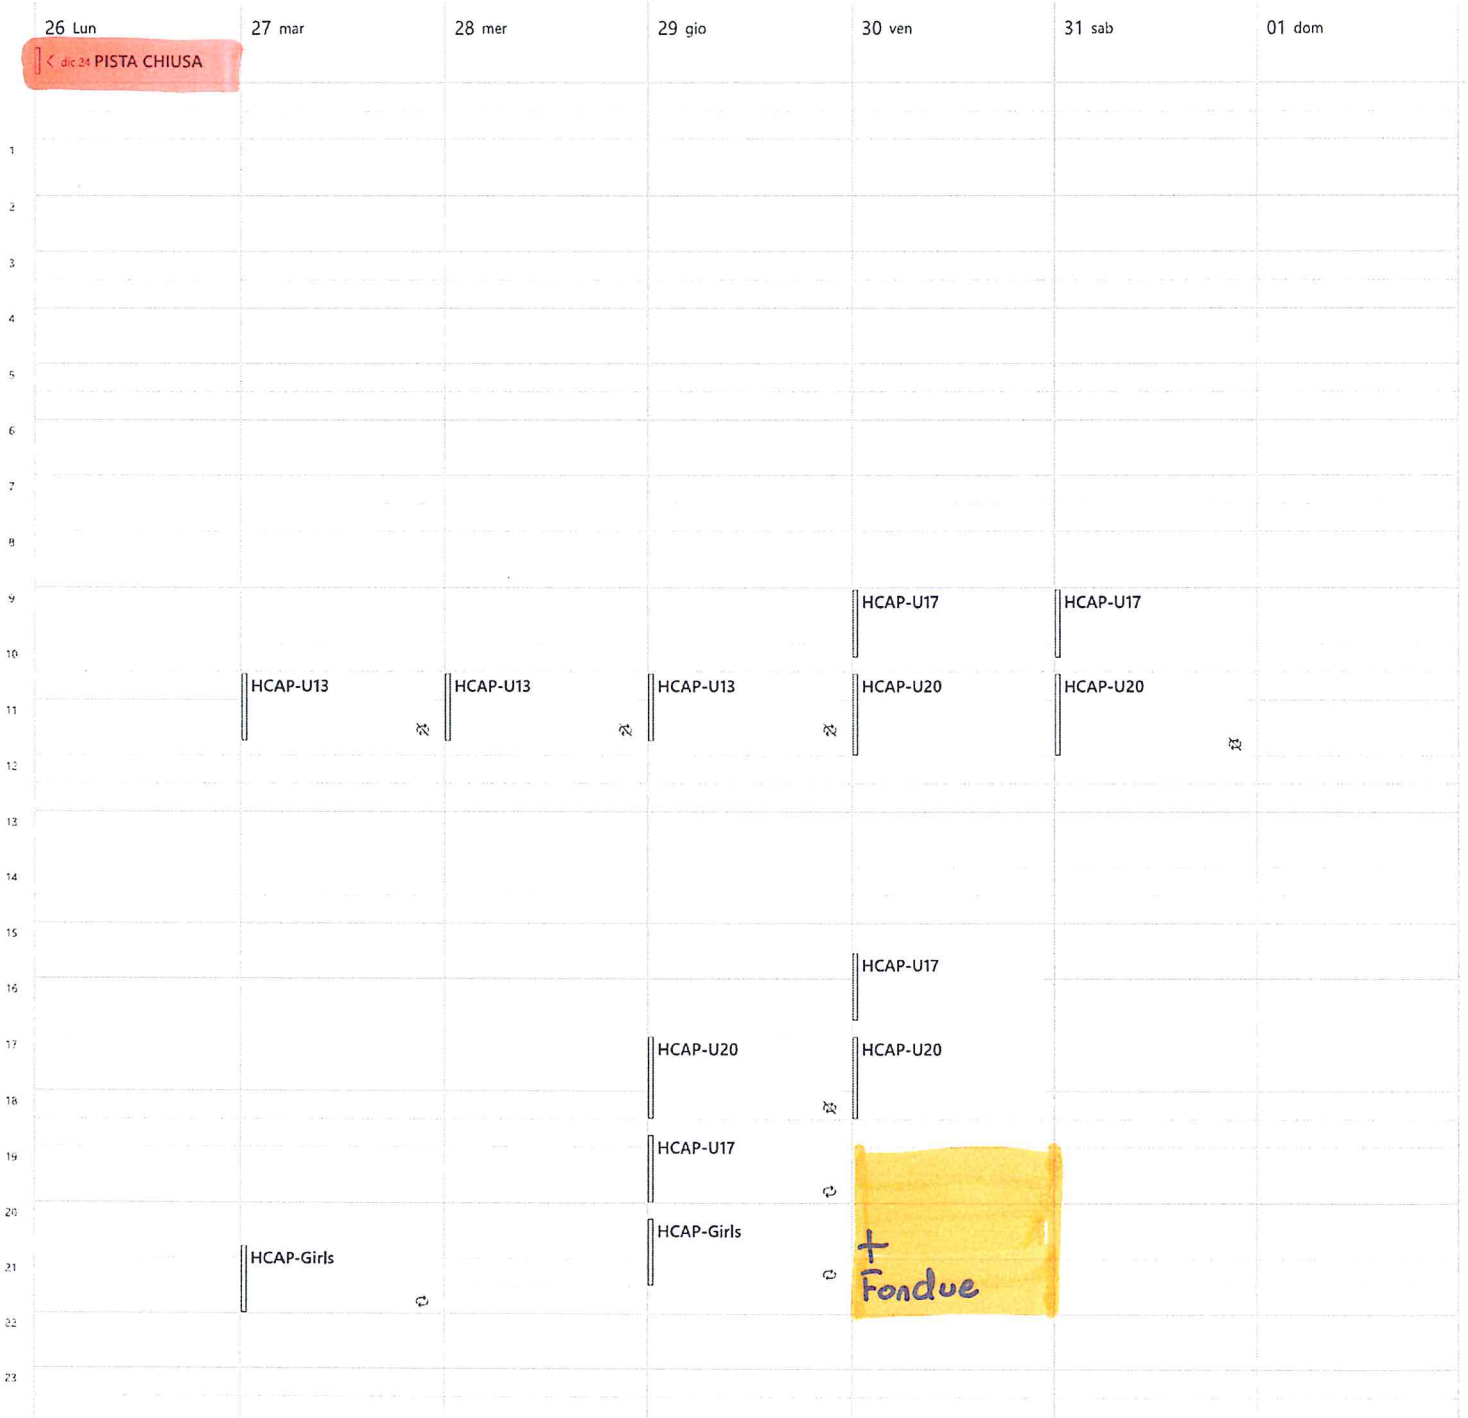 26 Lun 27 mar 28 mer 29 gio 30 ven 31 sab 01 dom
< dic 24 PISTA CHIUSA
1
2
3
4
5
6
7
8
9
HCAP-U17 HCAP-U17
10
HCAP-U13 HCAP-U13 HCAP-U13 HCAP-U20 HCAP-U20
11
12
13
14
15
HCAP-U17
16
17
HCAP-U20 HCAP-U20
18
HCAP-U17
19
20
HCAP-Girls
+
HCAP-Girls
21
Fondue
22
23